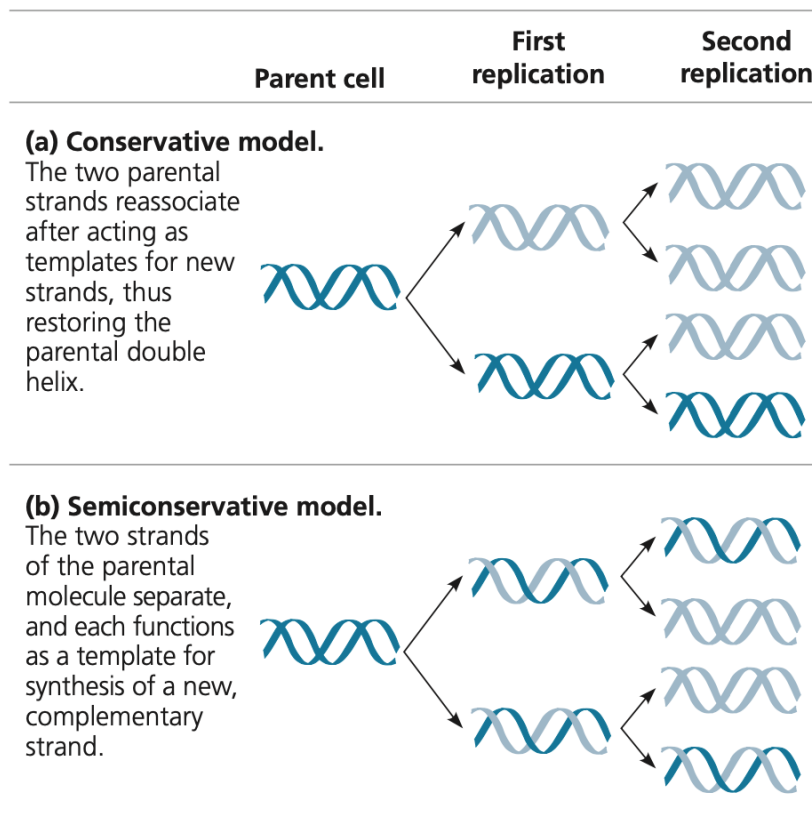 Parent cell
First
replication
Second
replication
(a) Conservative model.
The two parental
strands reassociate
after acting as
templates for new
strands, thus
restoring the
parental double
helix.
(b) Semiconservative model.
The two strands
of the parental
molecule separate,
and each functions
as a template for
synthesis of a new,
complementary
strand.